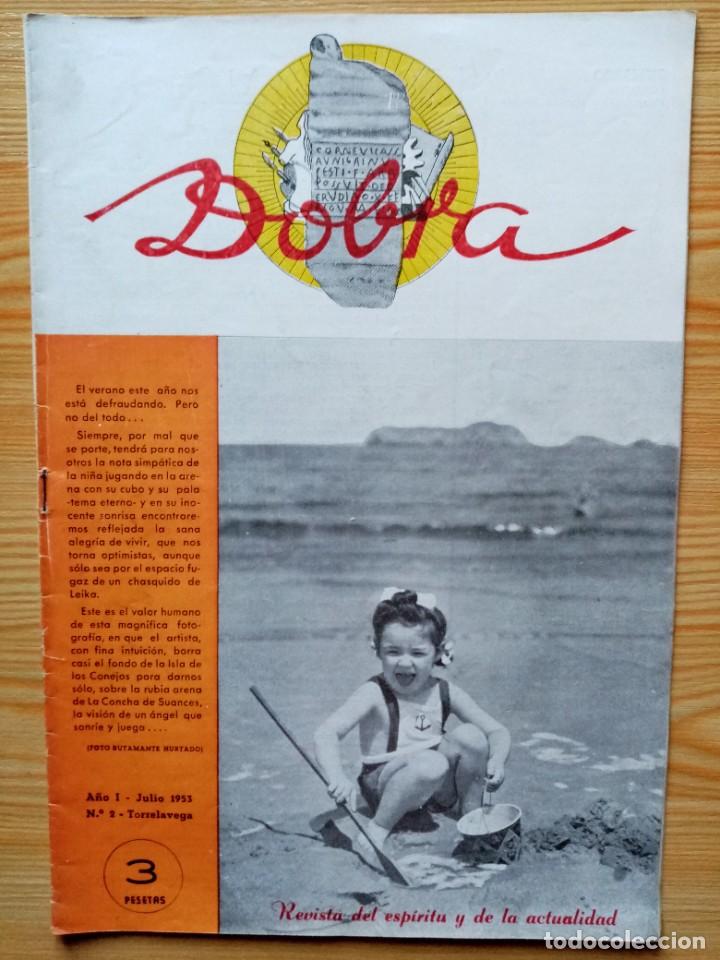 CORNEVICAS
AVNIGAINV
CESTI·F·A
POSSVIT·DEO
ERVDINO·X·K
Dobra
El verano este año nos
está defraudando. Pero
no del todo...
Siempre, por mal que
se porte, tendrá para nos-
otros la nota simpática de
la niña jugando en la are-
na con su cubo y su pala
-tema eterno- y en su ino-
cente sonrisa encontrare-
mos reflejada la sana
alegría de vivir, que nos
torna optimistas, aunque
sólo sea por el espacio fu-
gaz de un chasquido de
Leika.
Este es el valor humano
de esta magnífica foto-
grafía, en que el artista,
con fina intuición, borra
casi el fondo de la Isla de
los Conejos para darnos
sólo, sobre la rubia arena
de La Concha de Suances,
la visión de un ángel que
sonríe y juega....
(FOTO BUTAMANTE HURTADO)
Año I - Julio 1953
N.º 2 - Torrelavega
3
PESETAS
Revista del espíritu y de la actualidad
todocoleccion